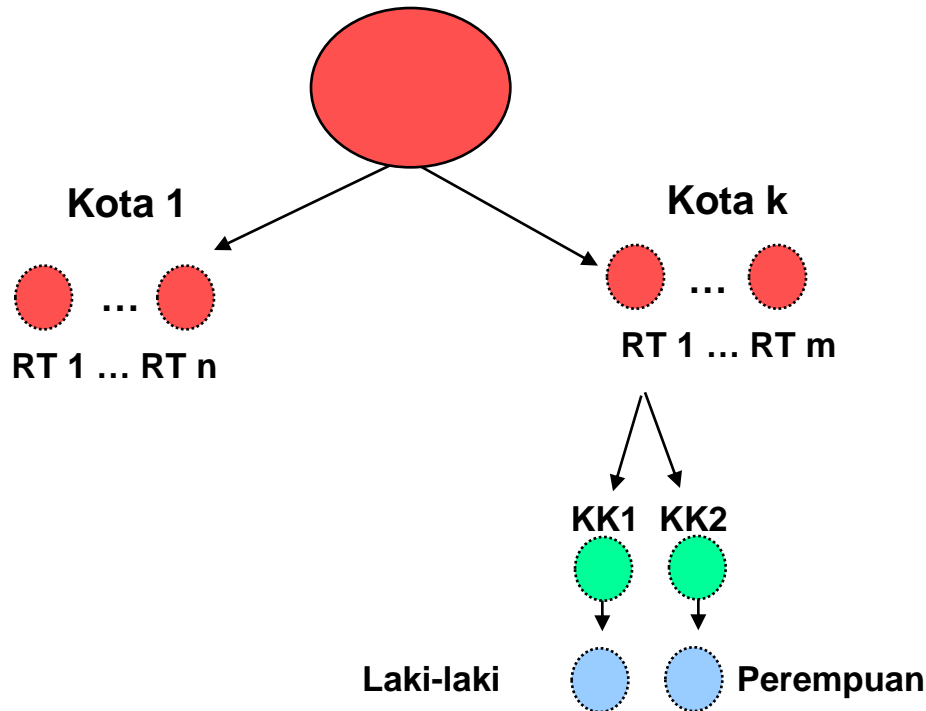 Kota 1
Kota k
...
...
RT 1 ... RT n
RT 1 ... RT m
KK1 KK2
Laki-laki
Perempuan